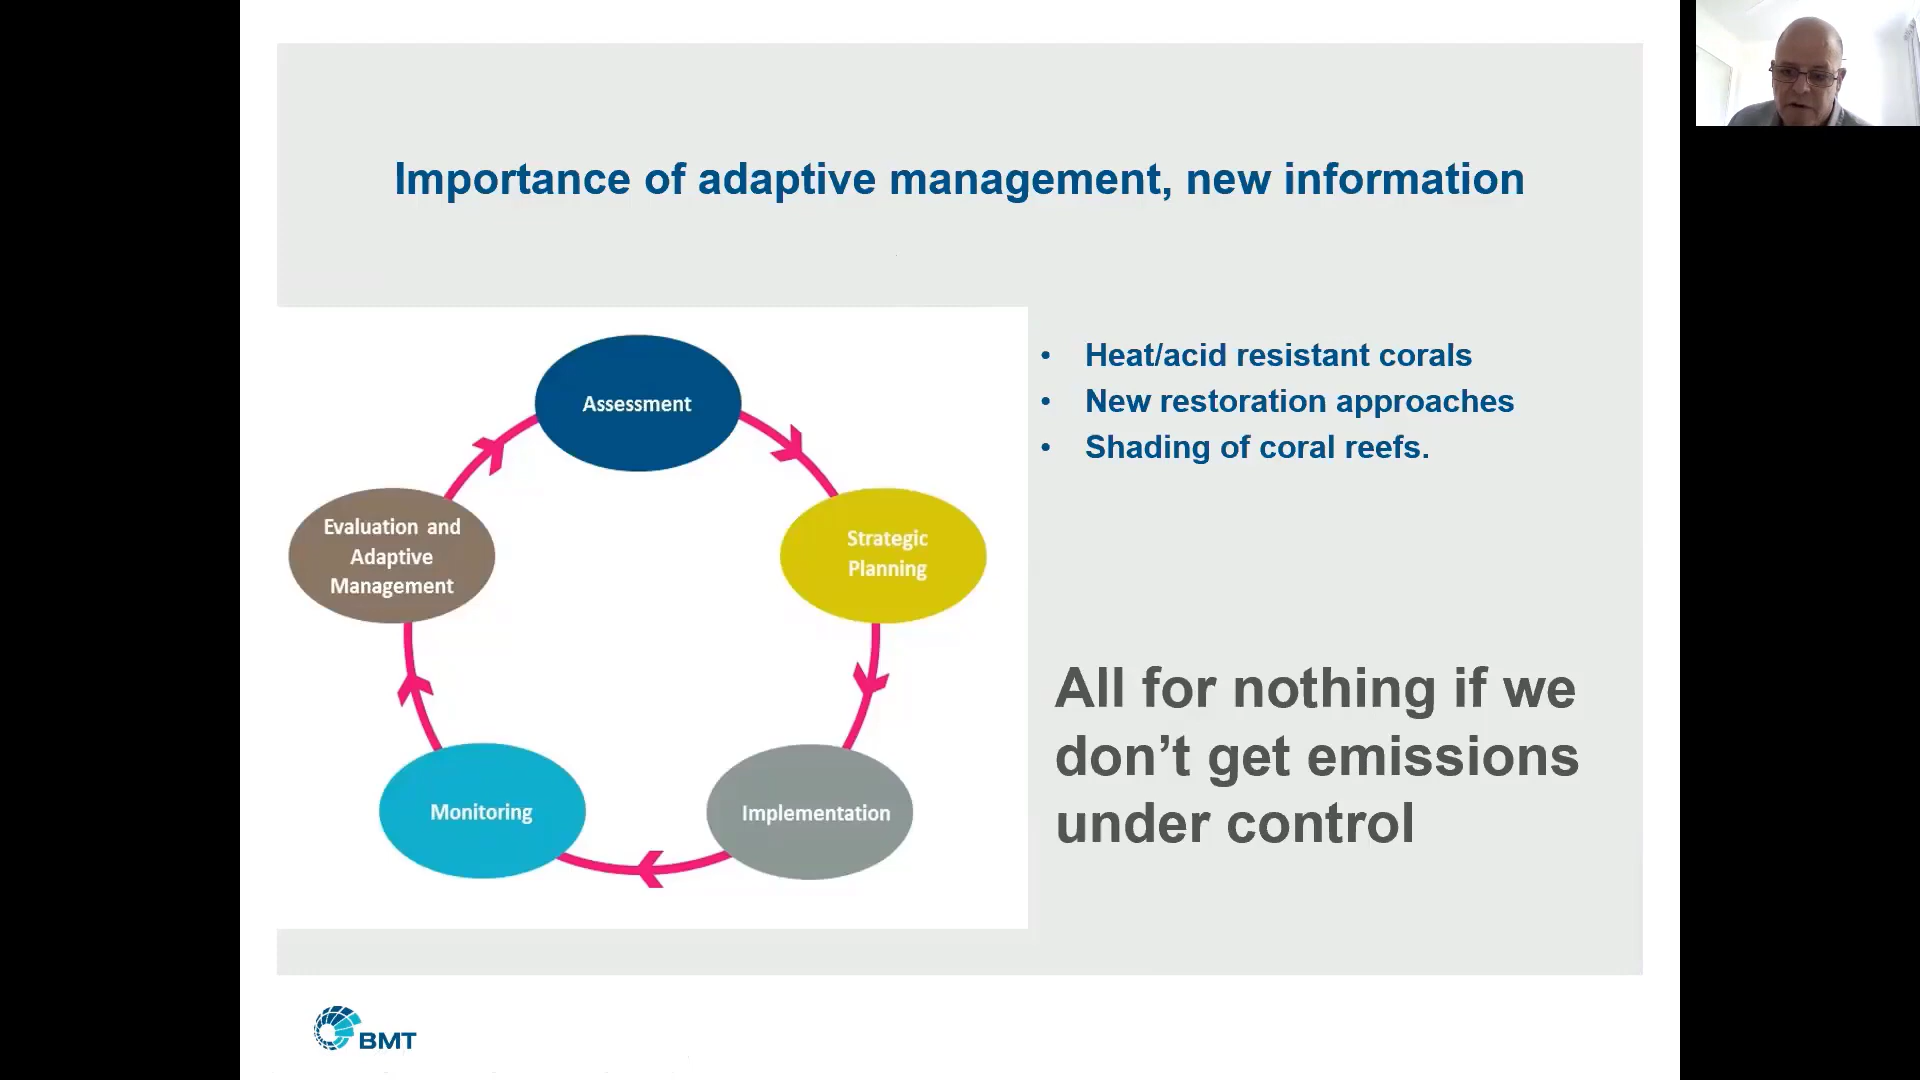 Importance of adaptive management, new information
Assessment
Strategic
Planning
Implementation
Monitoring
Evaluation and
Adaptive
Management
• Heat/acid resistant corals
• New restoration approaches
• Shading of coral reefs.
All for nothing if we
don’t get emissions
under control
BMT